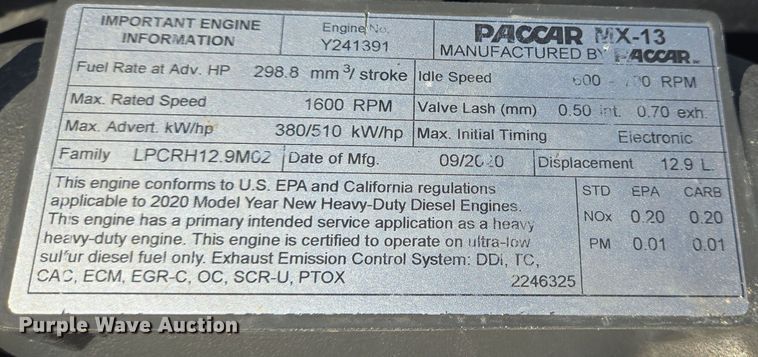 IMPORTANT ENGINE INFORMATION
Engine No. Y241391
PACCAR MX-13
MANUFACTURED BY PACCAR
Fuel Rate at Adv. HP 298.8 mm³/ stroke Idle Speed 600 - RPM
Max. Rated Speed 1600 RPM Valve Lash (mm) 0.50 int. 0.70 exh.
Max. Advert. kW/hp 380/510 kW/hp Max. Initial Timing Electronic
Family LPCRH12.9M02 Date of Mfg. 09/2020 Displacement 12.9 L
This engine conforms to U.S. EPA and California regulations
applicable to 2020 Model Year New Heavy-Duty Diesel Engines.
This engine has a primary intended service application as a heavy
heavy-duty engine. This engine is certified to operate on ultra-low
sulfur diesel fuel only. Exhaust Emission Control System: DDI, TC,
CAC, ECM, EGR-C, OC, SCR-U, PTOX 2246325
STD EPA CARB
NOx 0.20 0.20
PM 0.01 0.01
Purple Wave Auction